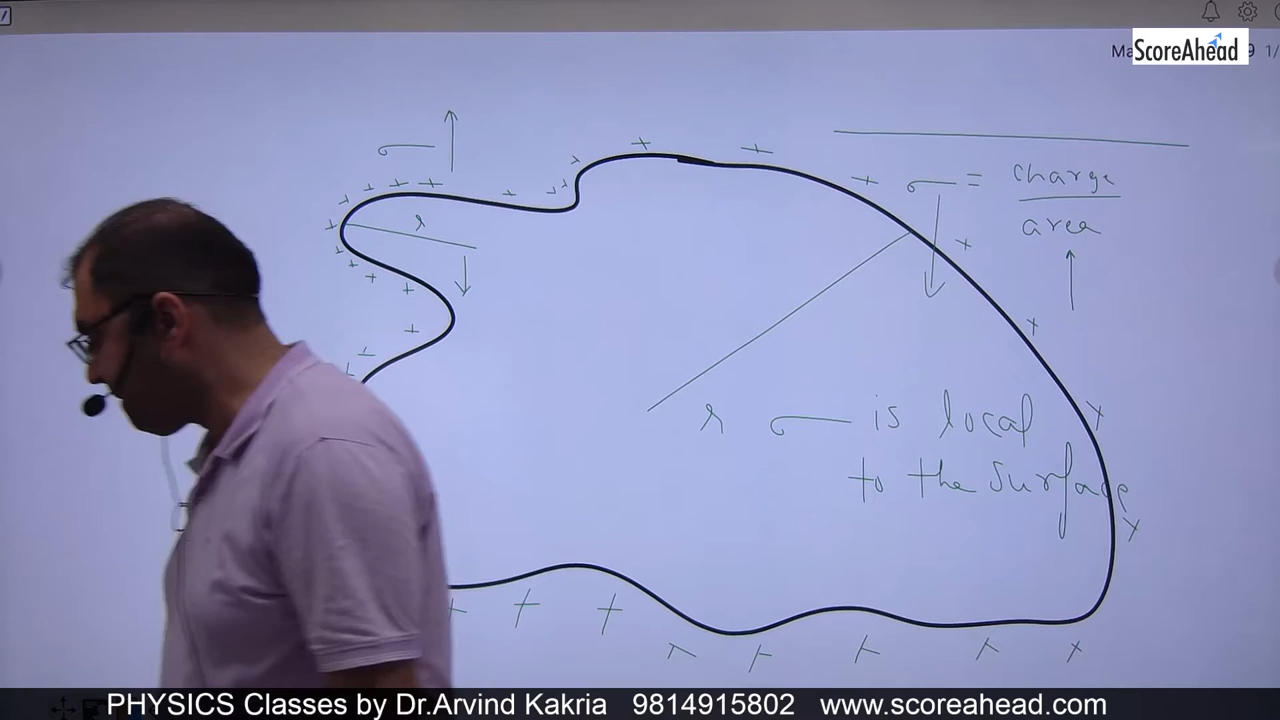 ScoreAhead
σ
σ = charge
area
r
r σ is local
to the surface
PHYSICS Classes by Dr.Arvind Kakria 9814915802 www.scoreahead.com